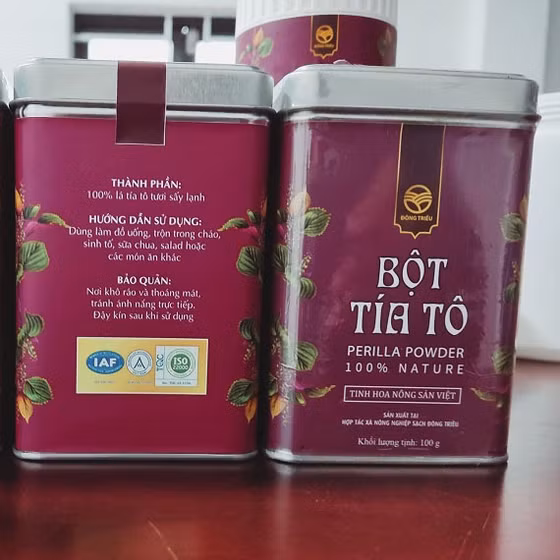 THÀNH PHẦN:
100% lá tía tô tươi sấy lạnh
HƯỚNG DẪN SỬ DỤNG:
Dùng làm đồ uống, trộn trong cháo,
sinh tố, sữa chua, salad hoặc
các món ăn khác
BẢO QUẢN:
Nơi khô ráo và thoáng mát,
tránh ánh nắng trực tiếp.
Đậy kín sau khi sử dụng
IAF
TQC
ISO
22000
ĐÔNG TRIỀU
ĐÔNG TRIỀU
BỘT
TÍA TÔ
PERILLA POWDER
100% NATURE
TINH HOA NÔNG SẢN VIỆT
SẢN XUẤT TẠI
HỢP TÁC XÃ NÔNG NGHIỆP SẠCH ĐÔNG TRIỀU
Khối lượng tịnh: 100 g